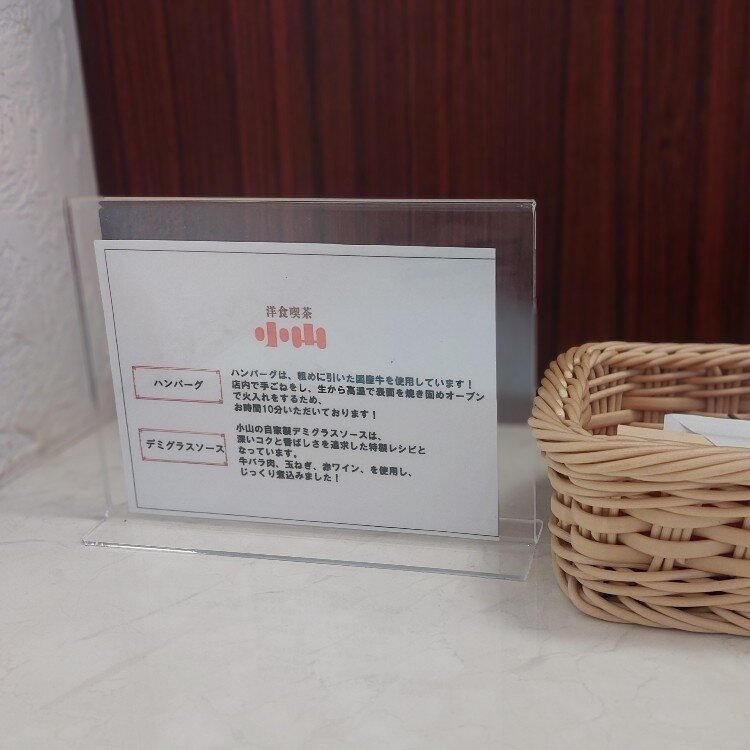 洋食喫茶
小山
ハンバーグ
ハンバーグは、粗めに引いた国産牛を使用しています！
店内で手ごねをし、生から高温で表面を焼き固めオーブン
で火入れをするため、
お時間10分いただいております！
デミグラスソース
小山の自家製デミグラスソースは、
深いコクと香ばしさを追求した特製レシピと
なっています。
牛バラ肉、玉ねぎ、赤ワイン、を使用し、
じっくり煮込みました！